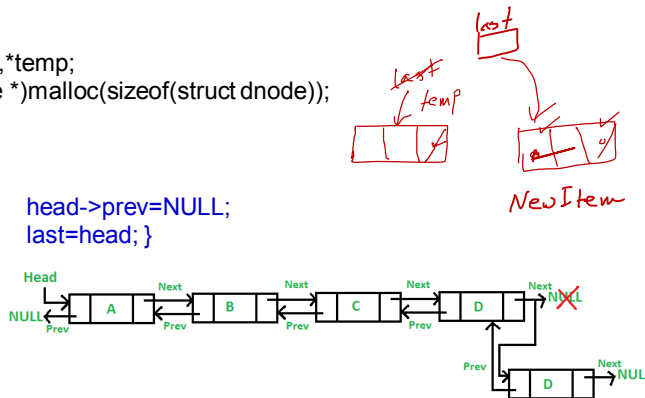 ,*temp;
*)malloc(sizeof(struct dnode));
last
last
temp
NewItem
head->prev=NULL;
last=head; }
Head
Next Next Next Next
NULL A B C D NULL
Prev Prev Prev Prev
Prev Next
D NUL